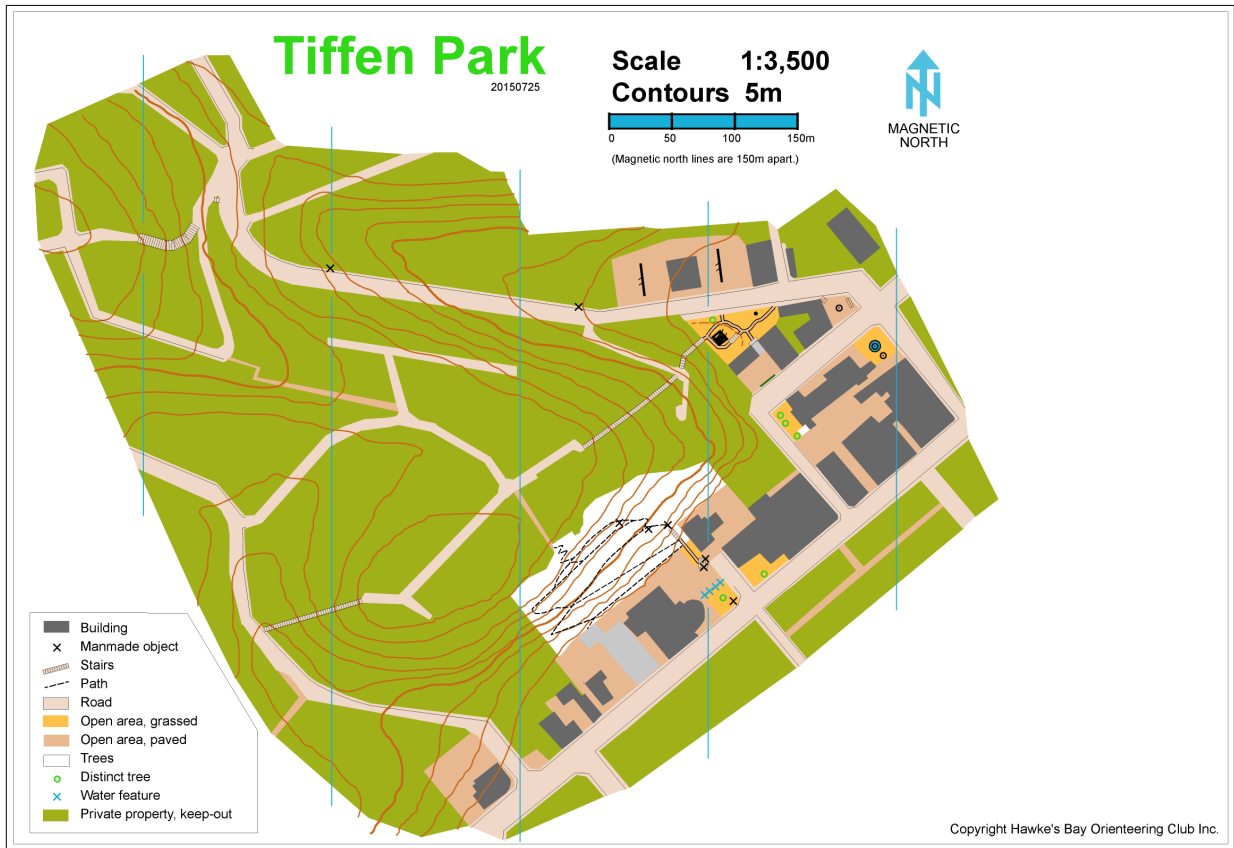 Tiffen Park
20150725
Scale 1:3,500
Contours 5m
0 50 100 150m
(Magnetic north lines are 150m apart.)
N
MAGNETIC
NORTH
Building
Manmade object
Stairs
Path
Road
Open area, grassed
Open area, paved
Trees
Distinct tree
Water feature
Private property, keep-out
Copyright Hawke's Bay Orienteering Club Inc.